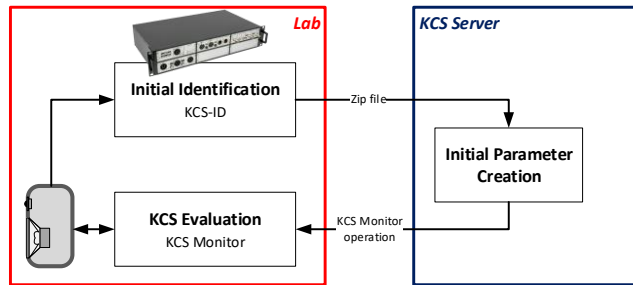 Lab
KCS Server
Initial Identification
KCS-ID
Zip file
Initial Parameter
Creation
KCS Evaluation
KCS Monitor
KCS Monitor
operation